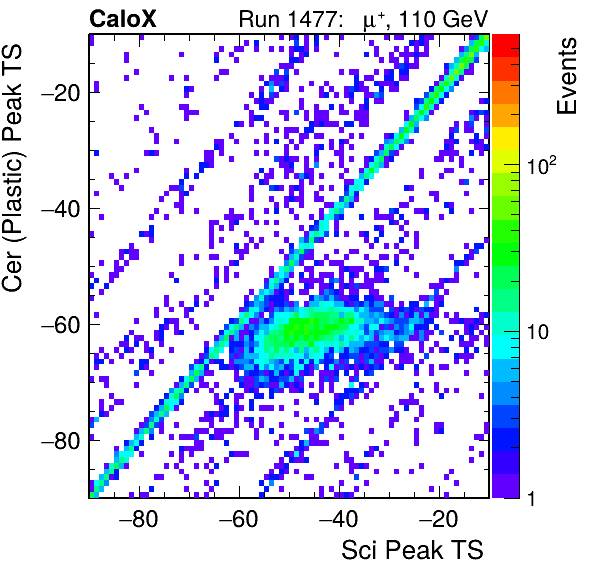 CaloX Run 1477: μ⁺, 110 GeV
Events
Cer (Plastic) Peak TS
−20
−40
−60
−80
10²
10
1
−80 −60 −40 −20
Sci Peak TS